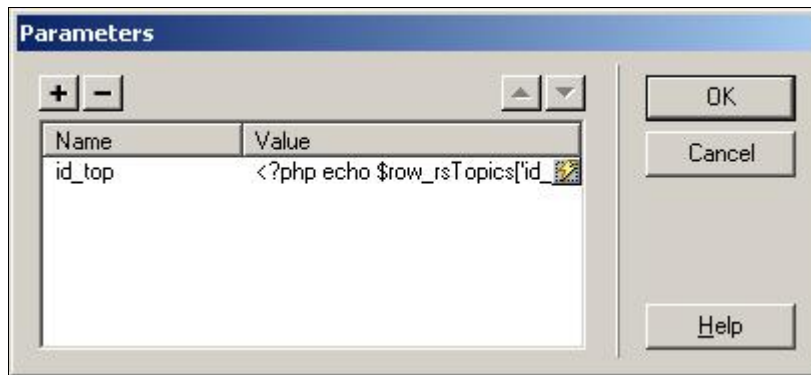 Parameters
+ −
OK
Name Value
Cancel
id_top <?php echo $row_rsTopics['id_
Help